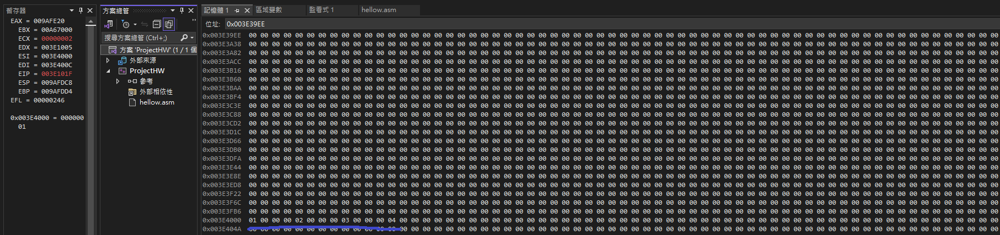 暫存器
EAX = 009AFE20
EBX = 00A67000
ECX = 00000002
EDX = 003E1005
ESI = 003E4000
EDI = 003E400C
EIP = 003E101F
ESP = 009AFDC8
EBP = 009AFDD4
EFL = 00000246
0x003E4000 = 000000
01
方案總管
搜尋方案總管 (Ctrl+;)
方案 'ProjectHW' (1 / 1 個
外部來源
ProjectHW
參考
外部相依性
hellow.asm
記憶體 1 區域變數 監看式 1 hellow.asm
位址: 0x003E39EE
0x003E39EE 00 00 00 00 00 00 00 00 00 00 00 00 00 00 00 00 00 00 00 00 00 00 00 00 00 00 00 00 00 00 00 00 00 00 00 00 00 00 00 00 00 00 00 00 00 00 00 00 00 00 00 00 00 00 00 00 00 00 00 00 00 00 00 00 00
0x003E3A38 00 00 00 00 00 00 00 00 00 00 00 00 00 00 00 00 00 00 00 00 00 00 00 00 00 00 00 00 00 00 00 00 00 00 00 00 00 00 00 00 00 00 00 00 00 00 00 00 00 00 00 00 00 00 00 00 00 00 00 00 00 00 00 00 00
0x003E3A82 00 00 00 00 00 00 00 00 00 00 00 00 00 00 00 00 00 00 00 00 00 00 00 00 00 00 00 00 00 00 00 00 00 00 00 00 00 00 00 00 00 00 00 00 00 00 00 00 00 00 00 00 00 00 00 00 00 00 00 00 00 00 00 00 00
0x003E3ACC 00 00 00 00 00 00 00 00 00 00 00 00 00 00 00 00 00 00 00 00 00 00 00 00 00 00 00 00 00 00 00 00 00 00 00 00 00 00 00 00 00 00 00 00 00 00 00 00 00 00 00 00 00 00 00 00 00 00 00 00 00 00 00 00 00
0x003E3B16 00 00 00 00 00 00 00 00 00 00 00 00 00 00 00 00 00 00 00 00 00 00 00 00 00 00 00 00 00 00 00 00 00 00 00 00 00 00 00 00 00 00 00 00 00 00 00 00 00 00 00 00 00 00 00 00 00 00 00 00 00 00 00 00 00
0x003E3B60 00 00 00 00 00 00 00 00 00 00 00 00 00 00 00 00 00 00 00 00 00 00 00 00 00 00 00 00 00 00 00 00 00 00 00 00 00 00 00 00 00 00 00 00 00 00 00 00 00 00 00 00 00 00 00 00 00 00 00 00 00 00 00 00 00
0x003E3BAA 00 00 00 00 00 00 00 00 00 00 00 00 00 00 00 00 00 00 00 00 00 00 00 00 00 00 00 00 00 00 00 00 00 00 00 00 00 00 00 00 00 00 00 00 00 00 00 00 00 00 00 00 00 00 00 00 00 00 00 00 00 00 00 00 00
0x003E3BF4 00 00 00 00 00 00 00 00 00 00 00 00 00 00 00 00 00 00 00 00 00 00 00 00 00 00 00 00 00 00 00 00 00 00 00 00 00 00 00 00 00 00 00 00 00 00 00 00 00 00 00 00 00 00 00 00 00 00 00 00 00 00 00 00 00
0x003E3C3E 00 00 00 00 00 00 00 00 00 00 00 00 00 00 00 00 00 00 00 00 00 00 00 00 00 00 00 00 00 00 00 00 00 00 00 00 00 00 00 00 00 00 00 00 00 00 00 00 00 00 00 00 00 00 00 00 00 00 00 00 00 00 00 00 00
0x003E3C88 00 00 00 00 00 00 00 00 00 00 00 00 00 00 00 00 00 00 00 00 00 00 00 00 00 00 00 00 00 00 00 00 00 00 00 00 00 00 00 00 00 00 00 00 00 00 00 00 00 00 00 00 00 00 00 00 00 00 00 00 00 00 00 00 00
0x003E3CD2 00 00 00 00 00 00 00 00 00 00 00 00 00 00 00 00 00 00 00 00 00 00 00 00 00 00 00 00 00 00 00 00 00 00 00 00 00 00 00 00 00 00 00 00 00 00 00 00 00 00 00 00 00 00 00 00 00 00 00 00 00 00 00 00 00
0x003E3D1C 00 00 00 00 00 00 00 00 00 00 00 00 00 00 00 00 00 00 00 00 00 00 00 00 00 00 00 00 00 00 00 00 00 00 00 00 00 00 00 00 00 00 00 00 00 00 00 00 00 00 00 00 00 00 00 00 00 00 00 00 00 00 00 00 00
0x003E3D66 00 00 00 00 00 00 00 00 00 00 00 00 00 00 00 00 00 00 00 00 00 00 00 00 00 00 00 00 00 00 00 00 00 00 00 00 00 00 00 00 00 00 00 00 00 00 00 00 00 00 00 00 00 00 00 00 00 00 00 00 00 00 00 00 00
0x003E3DB0 00 00 00 00 00 00 00 00 00 00 00 00 00 00 00 00 00 00 00 00 00 00 00 00 00 00 00 00 00 00 00 00 00 00 00 00 00 00 00 00 00 00 00 00 00 00 00 00 00 00 00 00 00 00 00 00 00 00 00 00 00 00 00 00 00
0x003E3DFA 00 00 00 00 00 00 00 00 00 00 00 00 00 00 00 00 00 00 00 00 00 00 00 00 00 00 00 00 00 00 00 00 00 00 00 00 00 00 00 00 00 00 00 00 00 00 00 00 00 00 00 00 00 00 00 00 00 00 00 00 00 00 00 00 00
0x003E3E44 00 00 00 00 00 00 00 00 00 00 00 00 00 00 00 00 00 00 00 00 00 00 00 00 00 00 00 00 00 00 00 00 00 00 00 00 00 00 00 00 00 00 00 00 00 00 00 00 00 00 00 00 00 00 00 00 00 00 00 00 00 00 00 00 00
0x003E3E8E 00 00 00 00 00 00 00 00 00 00 00 00 00 00 00 00 00 00 00 00 00 00 00 00 00 00 00 00 00 00 00 00 00 00 00 00 00 00 00 00 00 00 00 00 00 00 00 00 00 00 00 00 00 00 00 00 00 00 00 00 00 00 00 00 00
0x003E3ED8 00 00 00 00 00 00 00 00 00 00 00 00 00 00 00 00 00 00 00 00 00 00 00 00 00 00 00 00 00 00 00 00 00 00 00 00 00 00 00 00 00 00 00 00 00 00 00 00 00 00 00 00 00 00 00 00 00 00 00 00 00 00 00 00 00
0x003E3F22 00 00 00 00 00 00 00 00 00 00 00 00 00 00 00 00 00 00 00 00 00 00 00 00 00 00 00 00 00 00 00 00 00 00 00 00 00 00 00 00 00 00 00 00 00 00 00 00 00 00 00 00 00 00 00 00 00 00 00 00 00 00 00 00 00
0x003E3F6C 00 00 00 00 00 00 00 00 00 00 00 00 00 00 00 00 00 00 00 00 00 00 00 00 00 00 00 00 00 00 00 00 00 00 00 00 00 00 00 00 00 00 00 00 00 00 00 00 00 00 00 00 00 00 00 00 00 00 00 00 00 00 00 00 00
0x003E3FB6 00 00 00 00 00 00 00 00 00 00 00 00 00 00 00 00 00 00 00 00 00 00 00 00 00 00 00 00 00 00 00 00 00 00 00 00 00 00 00 00 00 00 00 00 00 00 00 00 00 00 00 00 00 00 00 00 00 00 00 00 00 00 00 00 00
0x003E4000 01 00 00 00 02 00 00 00 03 00 00 00 04 00 00 00 00 00 00 00 00 00 00 00 00 00 00 00 00 00 00 00 00 00 00 00 00 00 00 00 00 00 00 00 00 00 00 00 00 00 00 00 00 00 00 00 00 00 00 00 00 00 00 00 00
0x003E404A 00 00 00 00 00 00 00 00 00 00 00 00 00 00 00 00 00 00 00 00 00 00 00 00 00 00 00 00 00 00 00 00 00 00 00 00 00 00 00 00 00 00 00 00 00 00 00 00 00 00 00 00